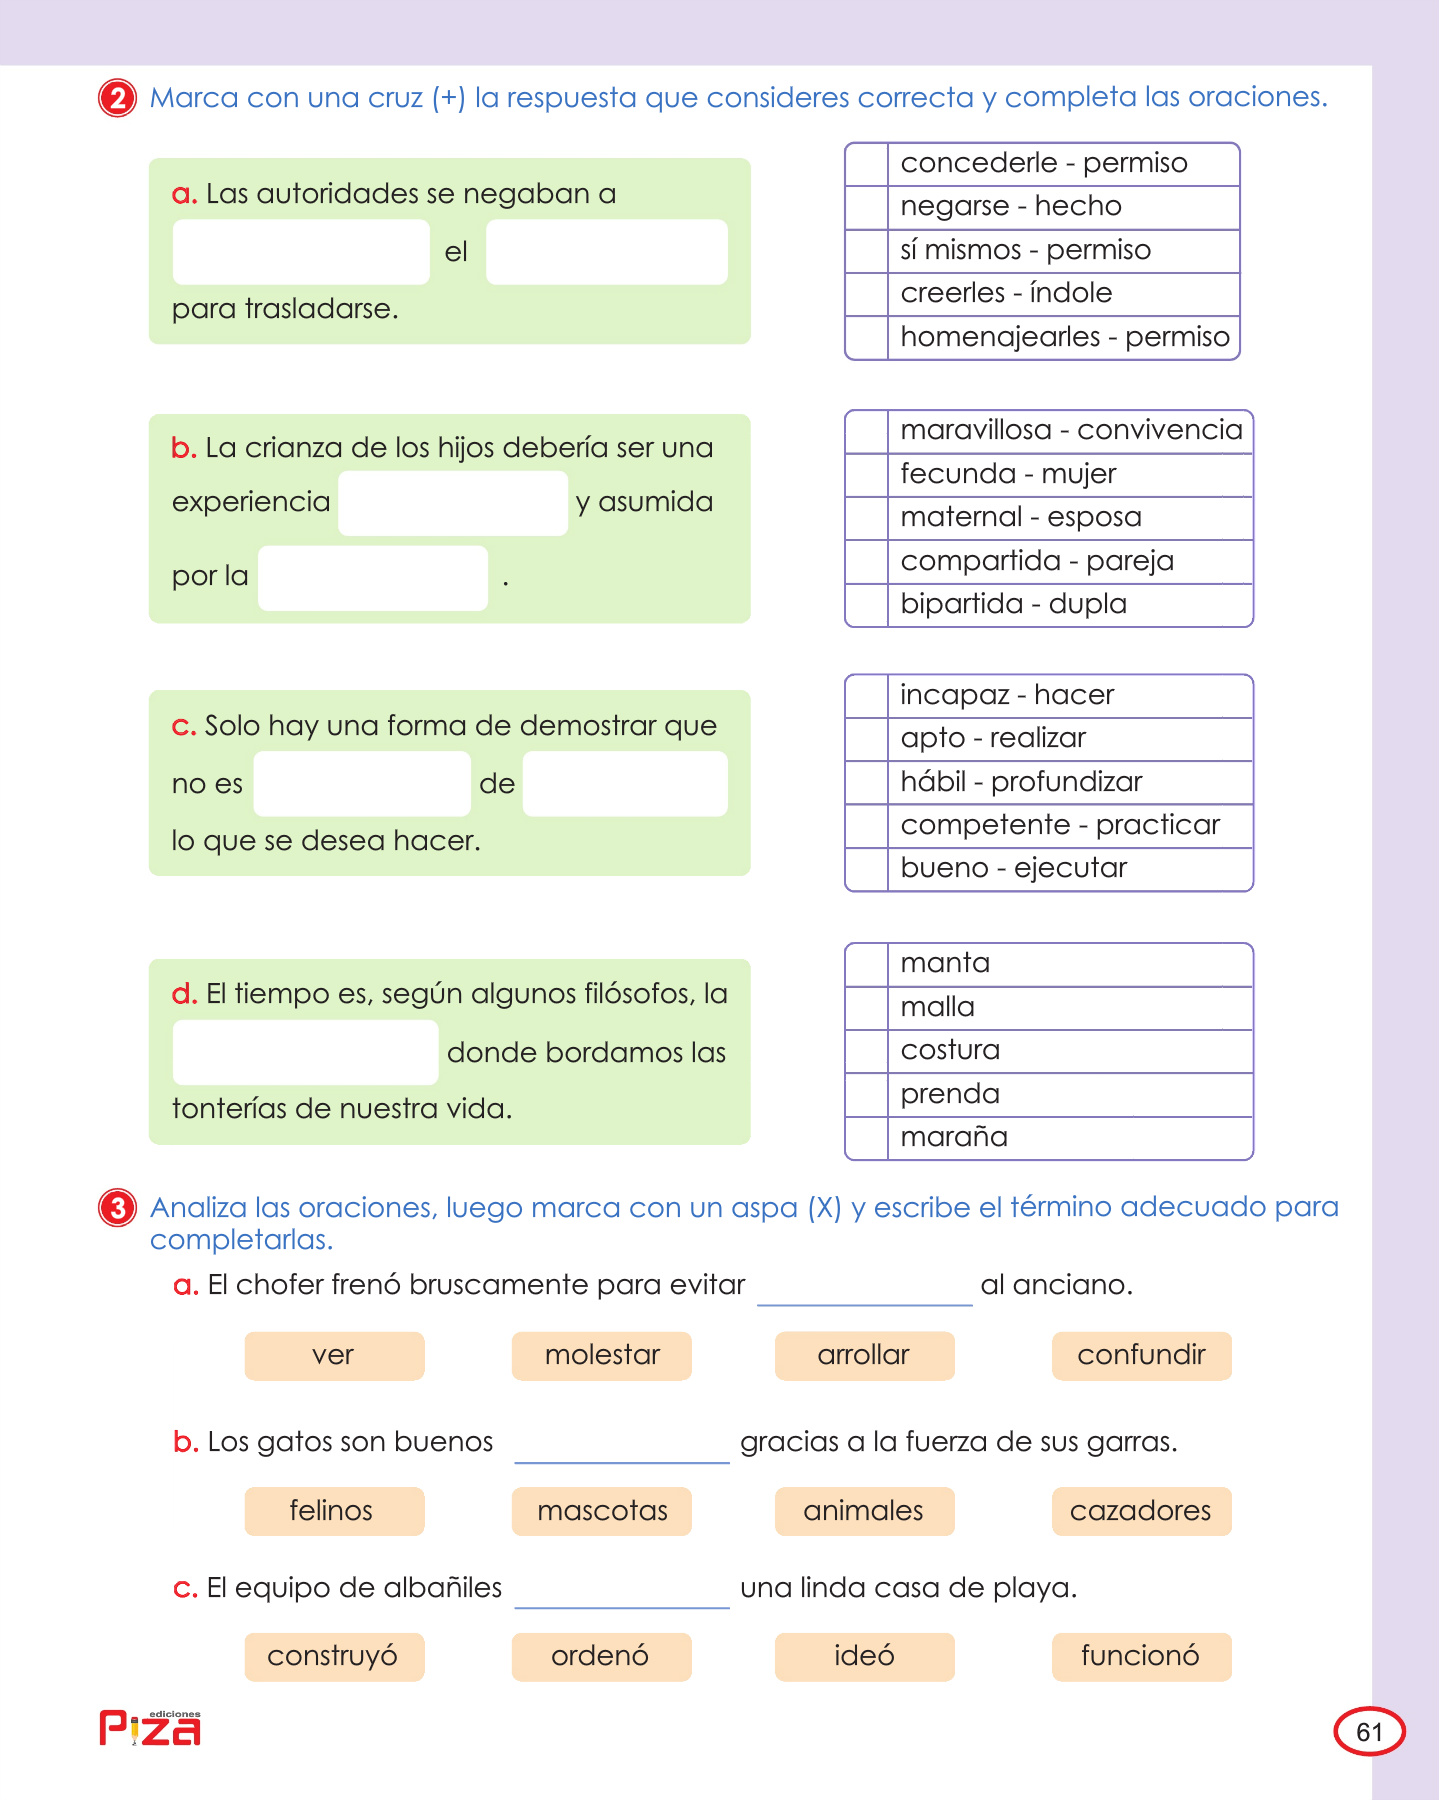 2 Marca con una cruz (+) la respuesta que consideres correcta y completa las oraciones.
a. Las autoridades se negaban a
el
para trasladarse.
concederle - permiso
negarse - hecho
sí mismos - permiso
creerles - índole
homenajearles - permiso
b. La crianza de los hijos debería ser una
experiencia y asumida
por la .
maravillosa - convivencia
fecunda - mujer
maternal - esposa
compartida - pareja
bipartida - dupla
c. Solo hay una forma de demostrar que
no es de
lo que se desea hacer.
incapaz - hacer
apto - realizar
hábil - profundizar
competente - practicar
bueno - ejecutar
d. El tiempo es, según algunos filósofos, la
donde bordamos las
tonterías de nuestra vida.
manta
malla
costura
prenda
maraña
3 Analiza las oraciones, luego marca con un aspa (X) y escribe el término adecuado para
completarlas.
a. El chofer frenó bruscamente para evitar al anciano.
ver molestar arrollar confundir
b. Los gatos son buenos gracias a la fuerza de sus garras.
felinos mascotas animales cazadores
c. El equipo de albañiles una linda casa de playa.
construyó ordenó ideó funcionó
ediciones
Piza
61